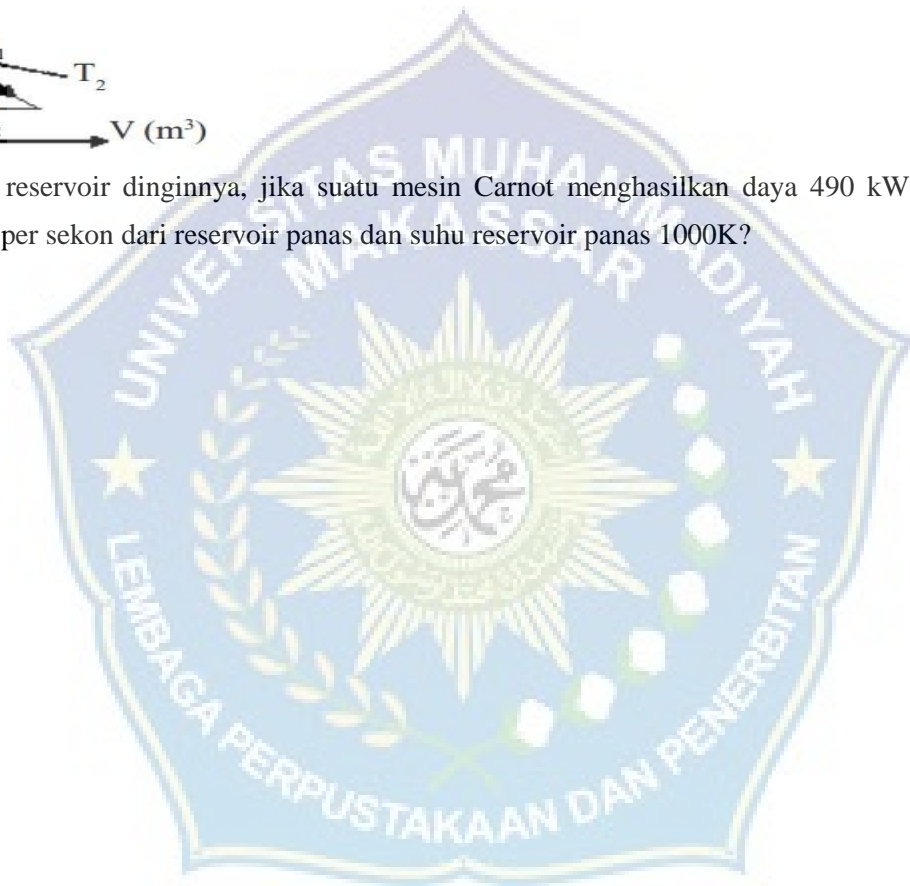 T₂
V (m³)
reservoir dinginnya, jika suatu mesin Carnot menghasilkan daya 490 kW
per sekon dari reservoir panas dan suhu reservoir panas 1000K?
UNIVERSITAS MUHAMMADIYAH
MAKASSAR
LEMBAGA PERPUSTAKAAN DAN PENERBITAN